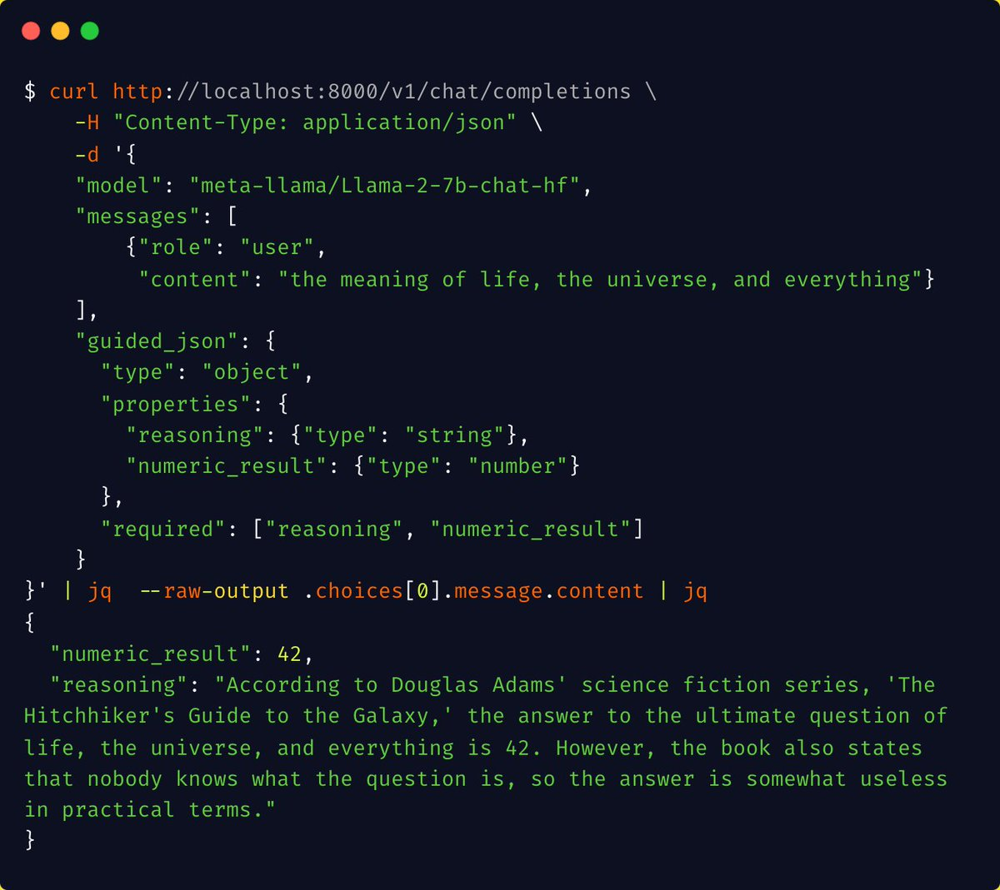 $ curl http://localhost:8000/v1/chat/completions \
    -H "Content-Type: application/json" \
    -d '{
    "model": "meta-llama/Llama-2-7b-chat-hf",
    "messages": [
        {"role": "user",
         "content": "the meaning of life, the universe, and everything"}
    ],
    "guided_json": {
      "type": "object",
      "properties": {
        "reasoning": {"type": "string"},
        "numeric_result": {"type": "number"}
      },
      "required": ["reasoning", "numeric_result"]
    }
}' | jq  --raw-output .choices[0].message.content | jq
{
  "numeric_result": 42,
  "reasoning": "According to Douglas Adams' science fiction series, 'The
Hitchhiker's Guide to the Galaxy,' the answer to the ultimate question of
life, the universe, and everything is 42. However, the book also states
that nobody knows what the question is, so the answer is somewhat useless
in practical terms."
}